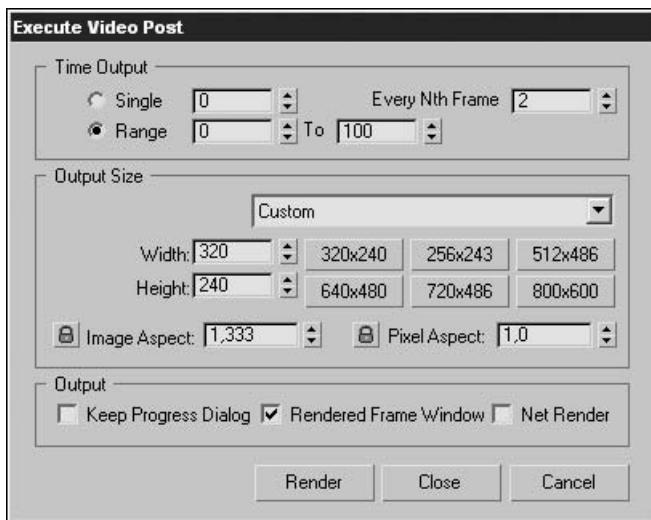 Execute Video Post
Time Output
Single 0 Every Nth Frame 2
Range 0 To 100
Output Size
Custom
Width: 320 320x240 256x243 512x486
Height: 240 640x480 720x486 800x600
Image Aspect: 1,333 Pixel Aspect: 1,0
Output
Keep Progress Dialog Rendered Frame Window Net Render
Render Close Cancel